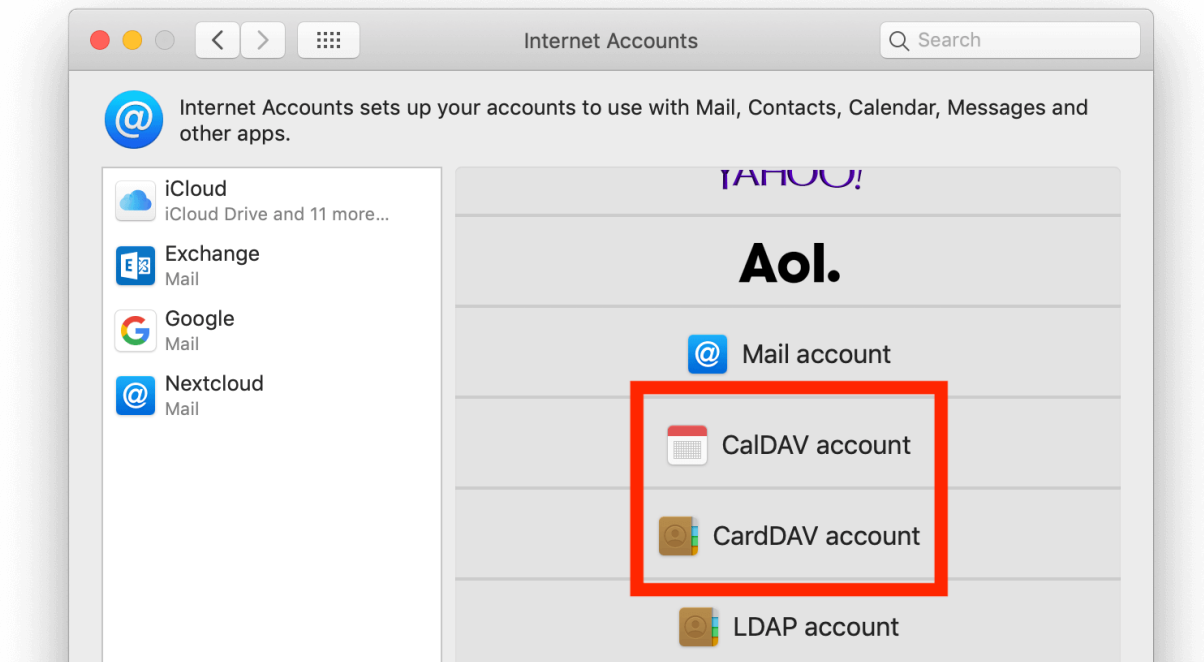 Internet Accounts
Search
Internet Accounts sets up your accounts to use with Mail, Contacts, Calendar, Messages and
other apps.
iCloud
iCloud Drive and 11 more...
Exchange
Mail
Google
Mail
Nextcloud
Mail
YAHOO!
Aol.
Mail account
CalDAV account
CardDAV account
LDAP account